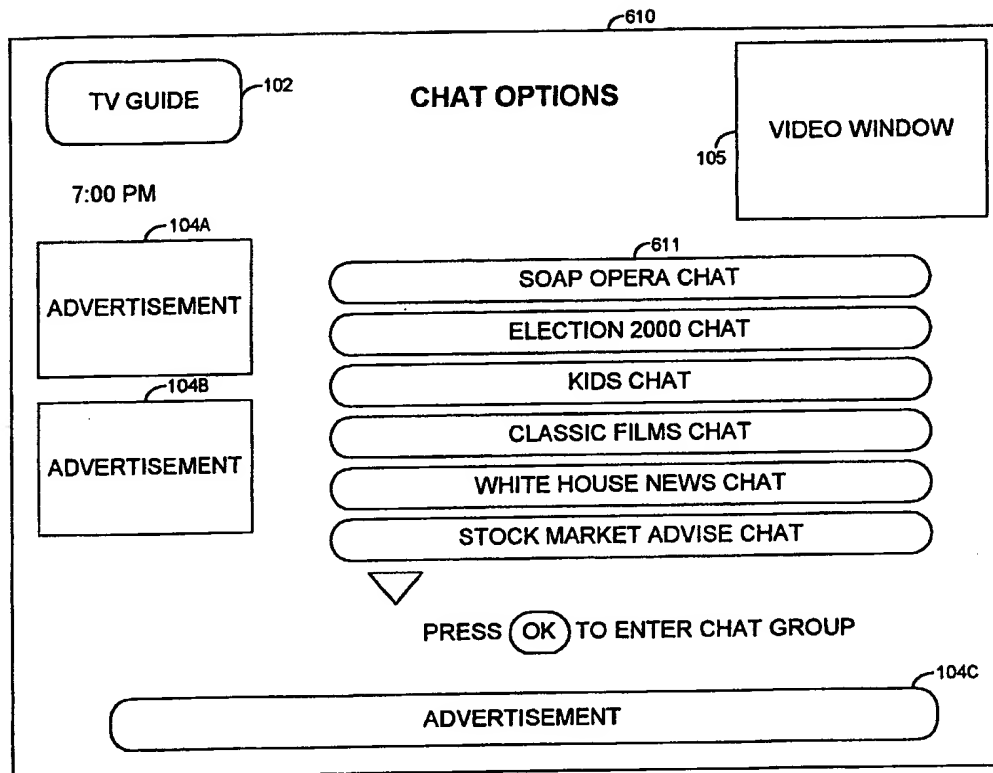 610
TV GUIDE
102
CHAT OPTIONS
VIDEO WINDOW
105
7:00 PM
104A
ADVERTISEMENT
104B
ADVERTISEMENT
611
SOAP OPERA CHAT
ELECTION 2000 CHAT
KIDS CHAT
CLASSIC FILMS CHAT
WHITE HOUSE NEWS CHAT
STOCK MARKET ADVISE CHAT
PRESS OK TO ENTER CHAT GROUP
104C
ADVERTISEMENT